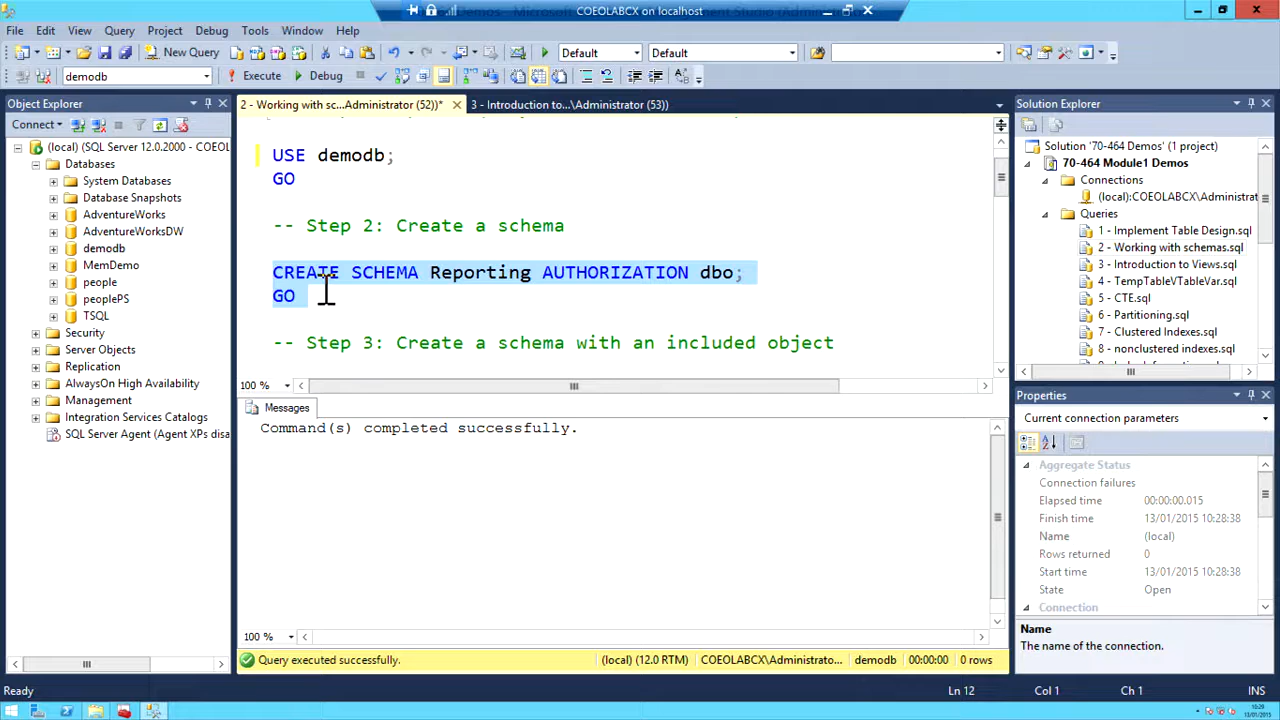 COEOLABCX on localhost
File Edit View Query Project Debug Tools Window Help
New Query
Default
Default
demodb
Execute
Debug
Object Explorer
Connect
(local) (SQL Server 12.0.2000 - COEOL
Databases
System Databases
Database Snapshots
AdventureWorks
AdventureWorksDW
demodb
MemDemo
people
peoplePS
TSQL
Security
Server Objects
Replication
AlwaysOn High Availability
Management
Integration Services Catalogs
SQL Server Agent (Agent XPs disa
2 - Working with sc...Administrator (52))*
3 - Introduction to...\Administrator (53))
USE demodb;
GO
-- Step 2: Create a schema
CREATE SCHEMA Reporting AUTHORIZATION dbo;
GO
-- Step 3: Create a schema with an included object
100 %
Messages
Command(s) completed successfully.
100 %
Query executed successfully.
(local) (12.0 RTM)
COEOLABCX\Administrato...
demodb
00:00:00
0 rows
Solution Explorer
Solution '70-464 Module1 Demos' (1 project)
70-464 Module1 Demos
Connections
(local):COEOLABCX\Administrat
Queries
1 - Implement Table Design.sql
2 - Working with schemas.sql
3 - Introduction to Views.sql
4 - TempTableVTableVar.sql
5 - CTE.sql
6 - Partitioning.sql
7 - Clustered Indexes.sql
8 - nonclustered indexes.sql
Properties
Current connection parameters
Aggregate Status
Connection failures
Elapsed time 00:00:00.015
Finish time 13/01/2015 10:28:38
Name (local)
Rows returned 0
Start time 13/01/2015 10:28:38
State Open
Connection
Name
The name of the connection.
Ready
Ln 12
Col 1
Ch 1
INS
10:29
13/01/2015